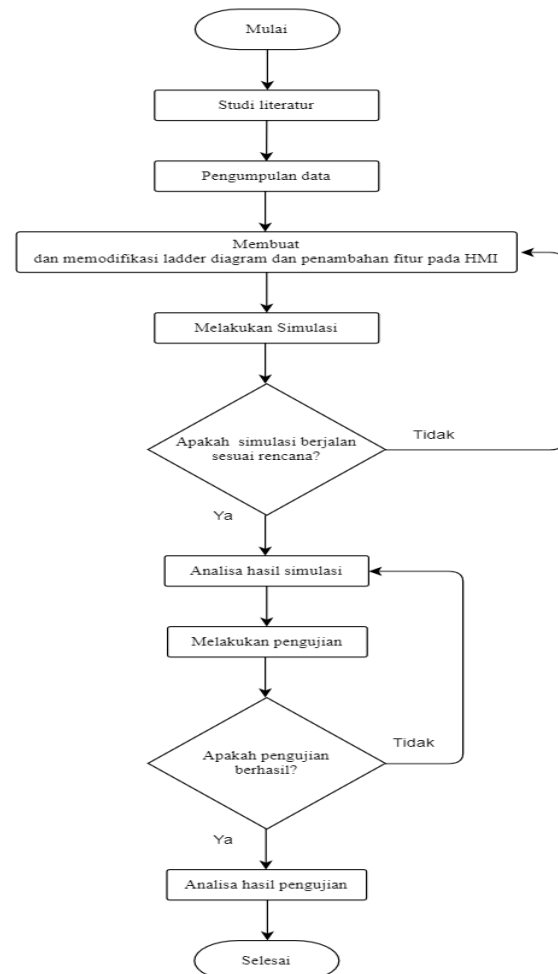 Mulai
Studi literatur
Pengumpulan data
Membuat
dan memodifikasi ladder diagram dan penambahan fitur pada HMI
Melakukan Simulasi
Apakah simulasi berjalan
sesuai rencana?
Tidak
Ya
Analisa hasil simulasi
Melakukan pengujian
Apakah pengujian
berhasil?
Tidak
Ya
Analisa hasil pengujian
Selesai